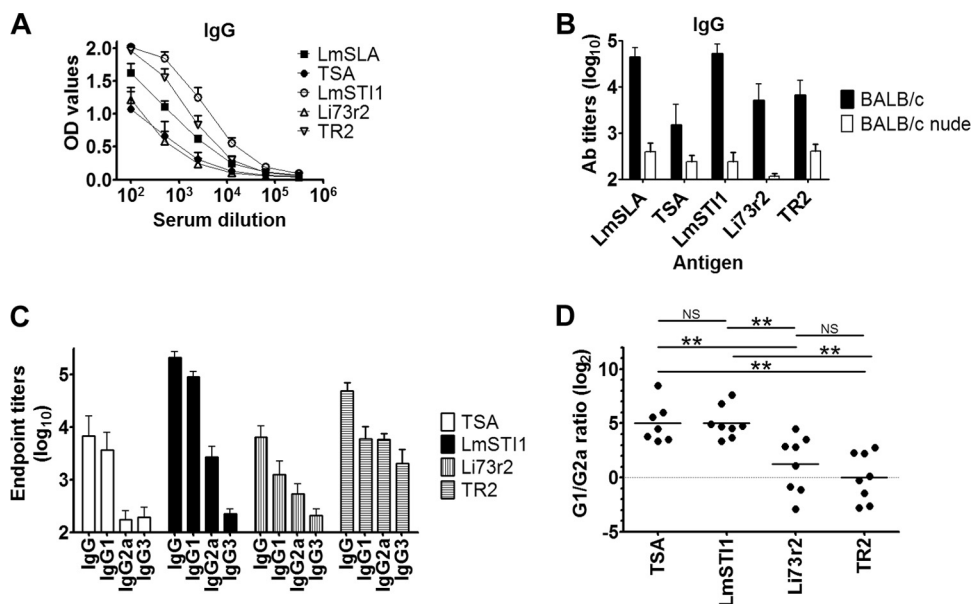 A
IgG
OD values
2.0
1.5
1.0
0.5
0.0
10² 10³ 10⁴ 10⁵ 10⁶
Serum dilution
LmSLA
TSA
LmSTI1
Li73r2
TR2
B
IgG
Ab titers (log₁₀)
5
4
3
2
LmSLA
TSA
LmSTI1
Li73r2
TR2
Antigen
BALB/c
BALB/c nude
C
Endpoint titers
(log₁₀)
5
4
3
2
IgG IgG1 IgG2a IgG3 IgG IgG1 IgG2a IgG3 IgG IgG1 IgG2a IgG3 IgG IgG1 IgG2a IgG3
TSA
LmSTI1
Li73r2
TR2
D
NS ** NS
** **
**
G1/G2a ratio (log₂)
10
5
0
-5
TSA
LmSTI1
Li73r2
TR2